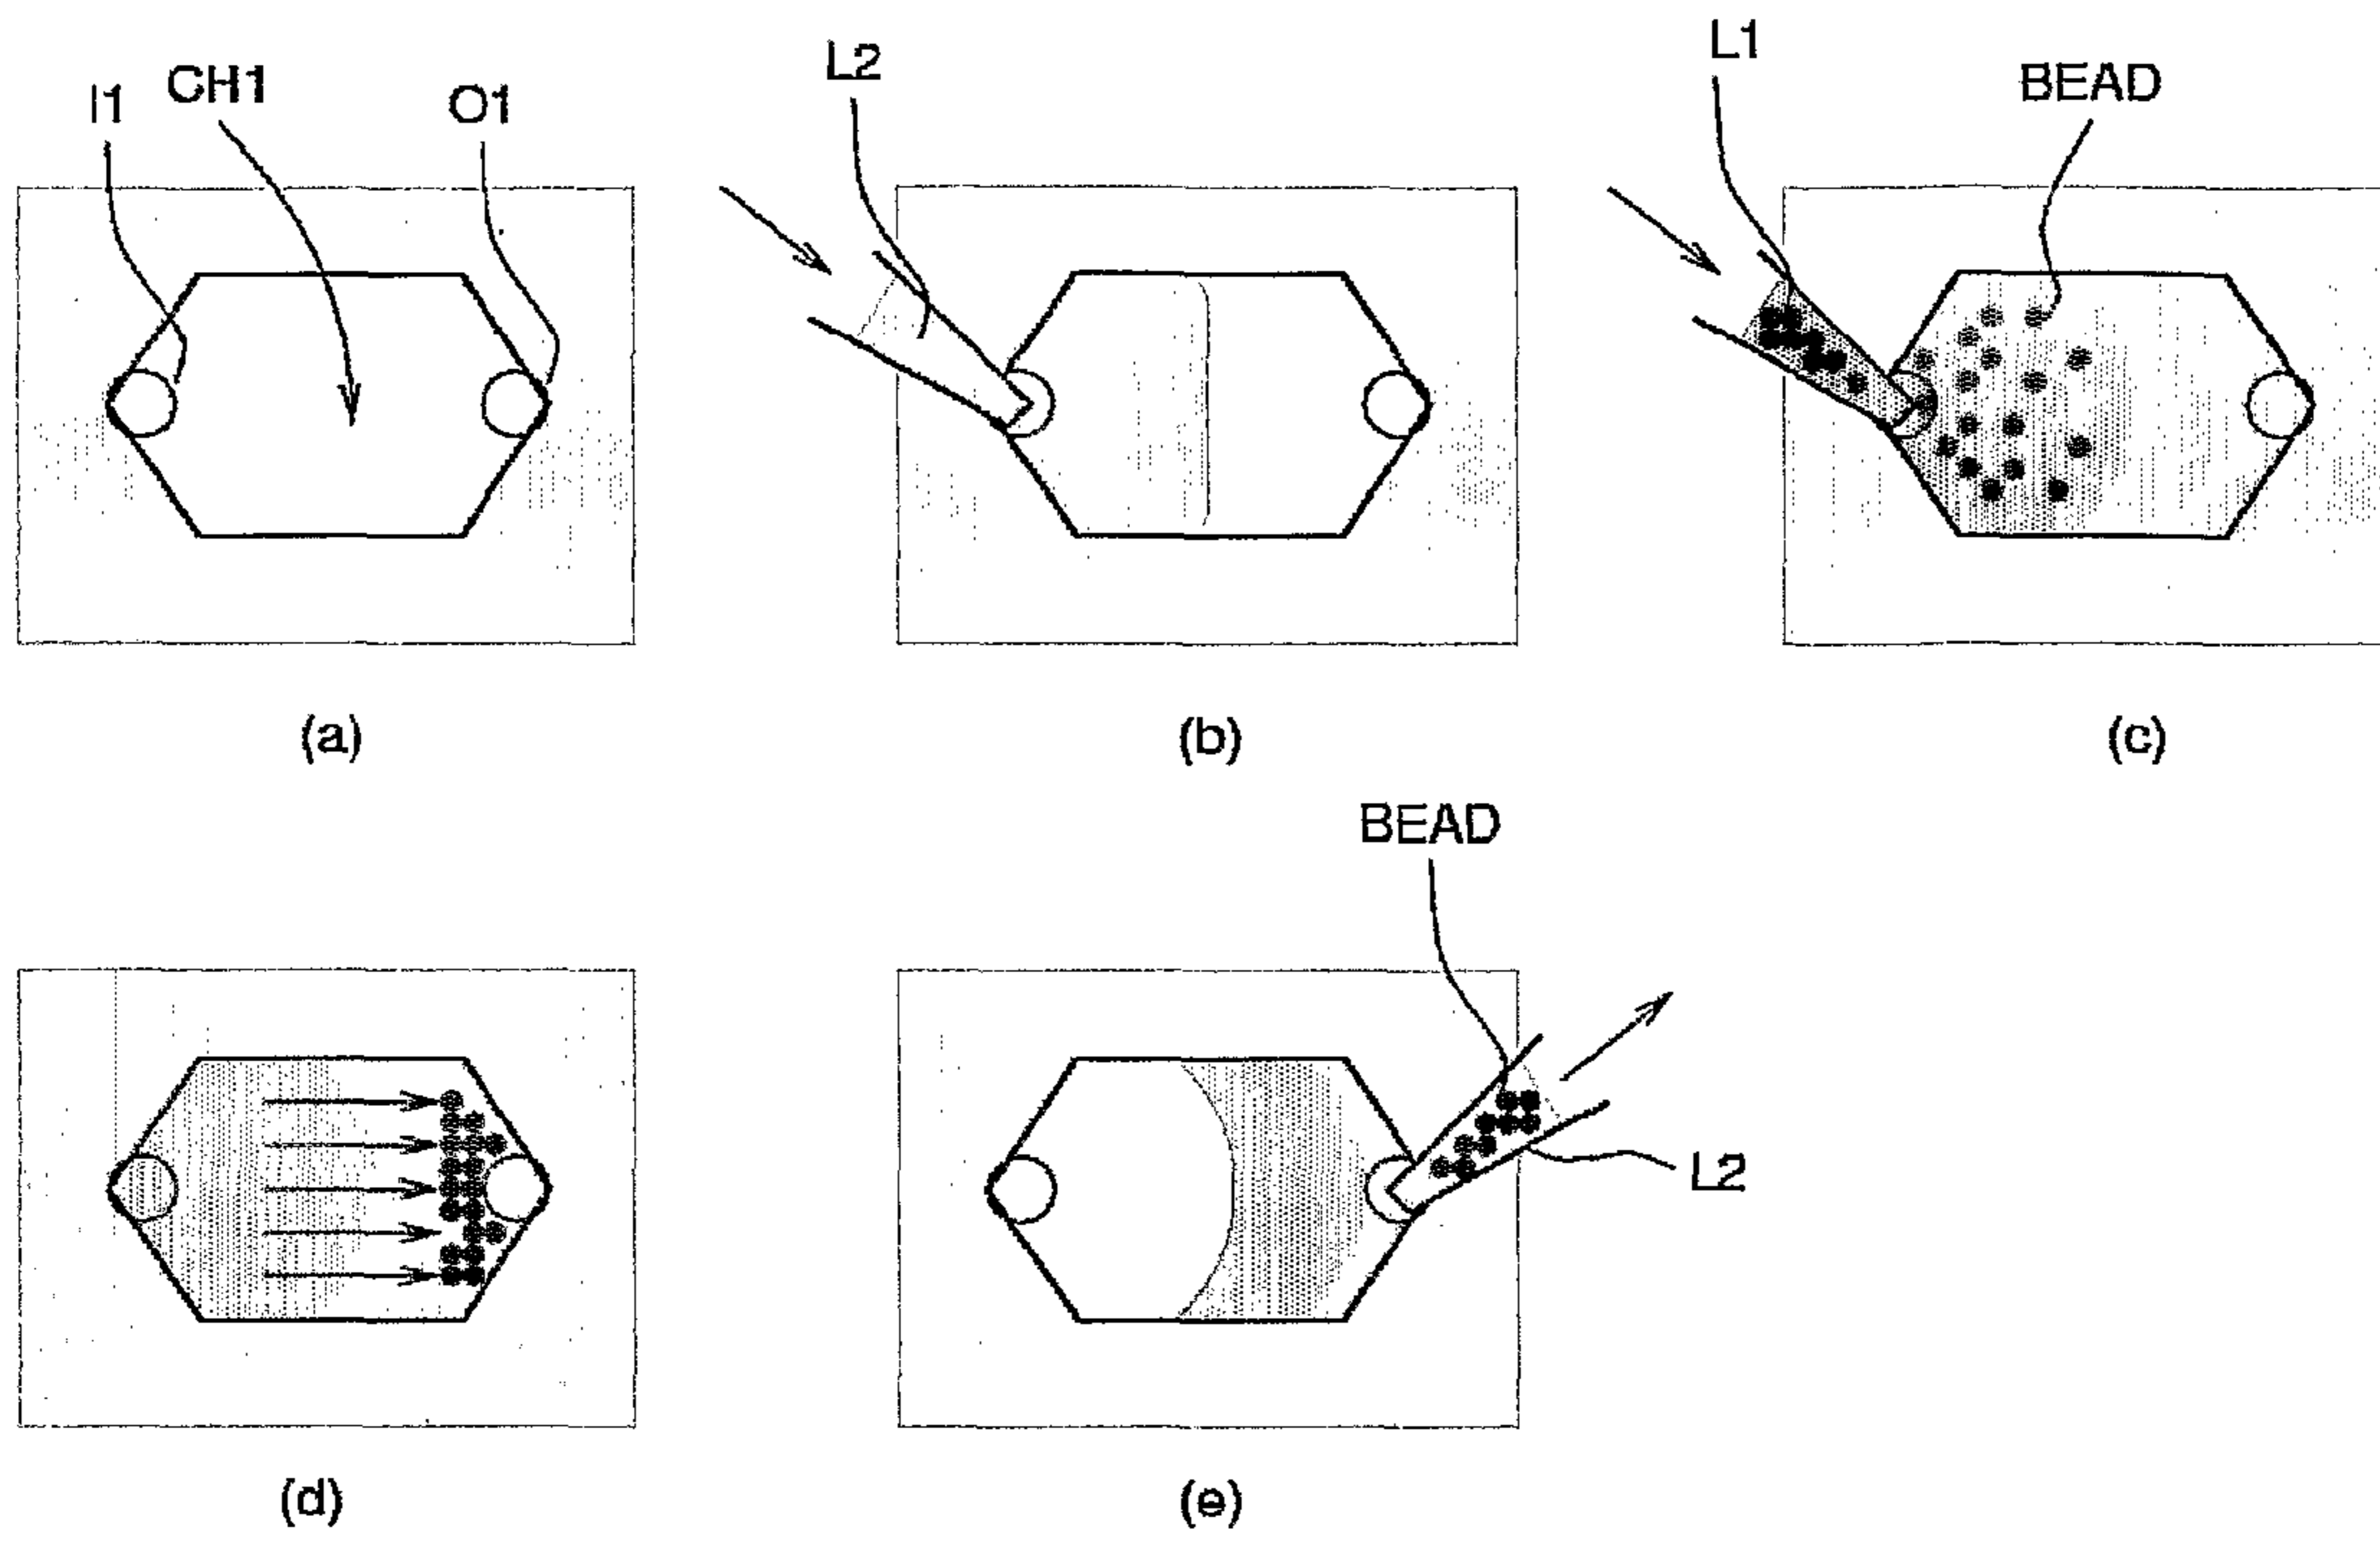 I1 CH1 O1 L2 L1 BEAD
(a) (b) (c)
BEAD
L2
(d) (e)